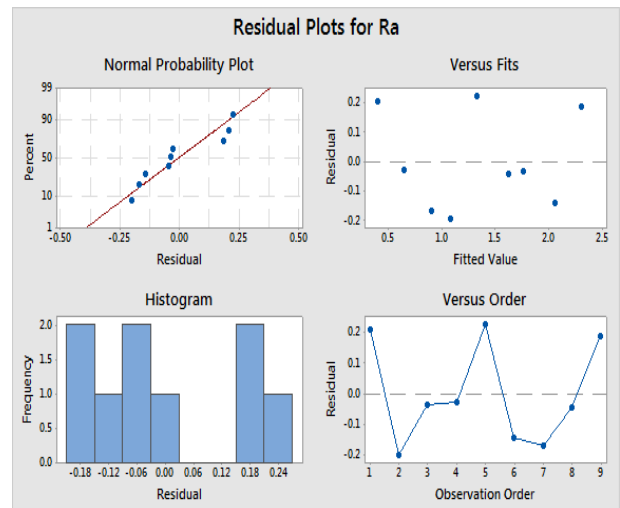 Residual Plots for Ra
Normal Probability Plot
Percent
99
90
50
10
1
-0.50 -0.25 0.00 0.25 0.50
Residual
Versus Fits
Residual
0.2
0.1
0.0
-0.1
-0.2
0.5 1.0 1.5 2.0 2.5
Fitted Value
Histogram
Frequency
2.0
1.5
1.0
0.5
0.0
-0.18 -0.12 -0.06 0.00 0.06 0.12 0.18 0.24
Residual
Versus Order
Residual
0.2
0.1
0.0
-0.1
-0.2
1 2 3 4 5 6 7 8 9
Observation Order